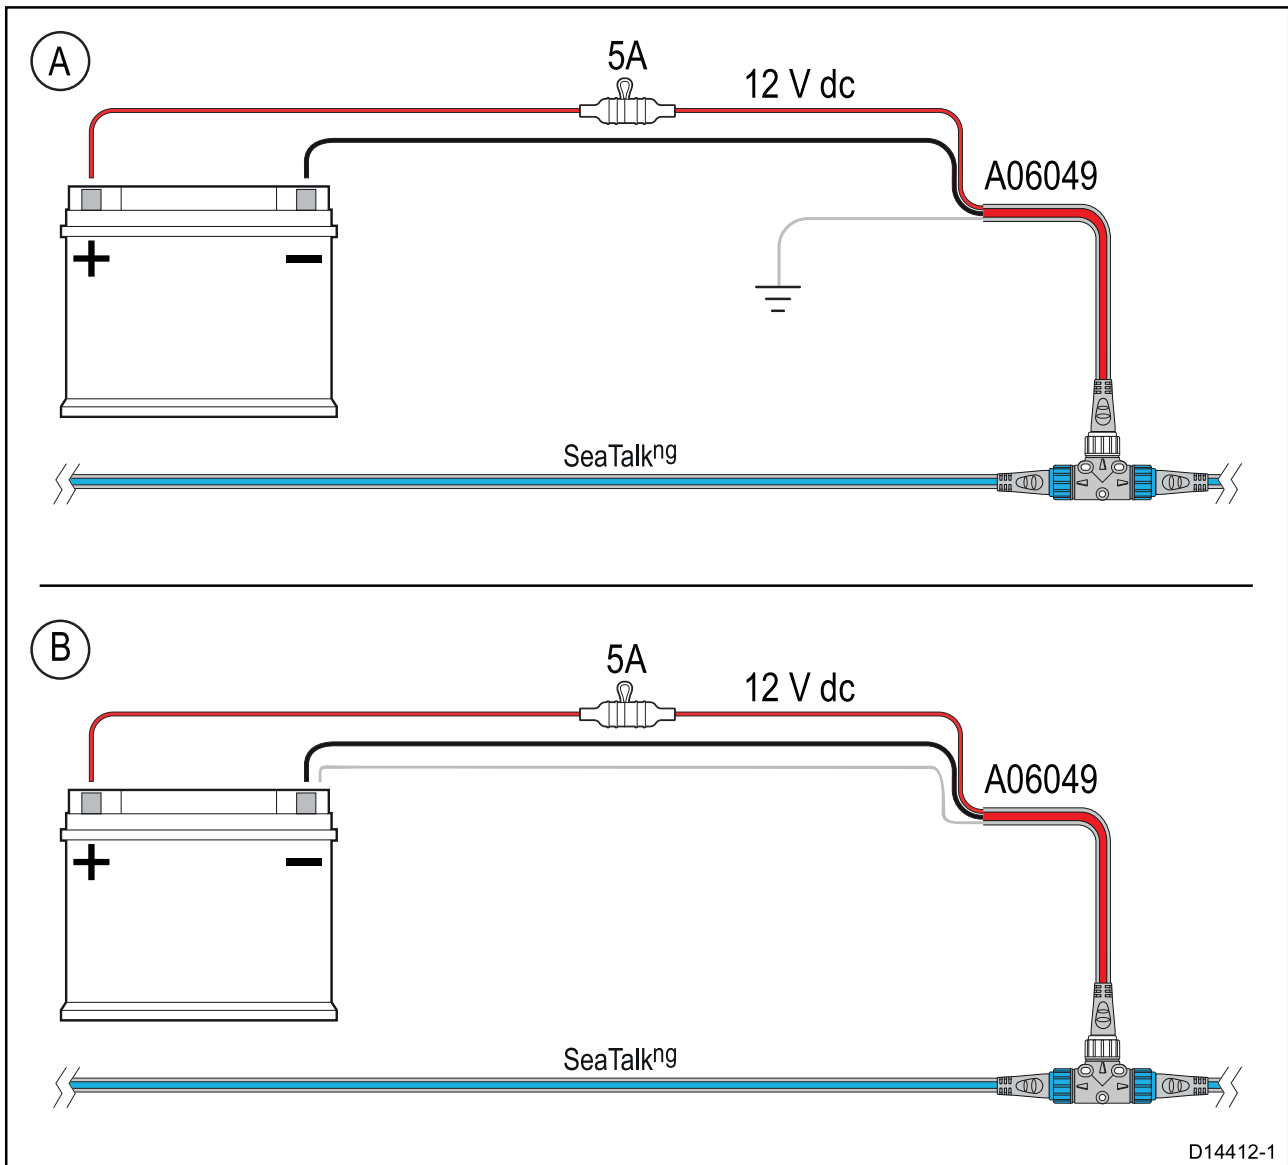 A
5A
12 V dc
A06049
+ −
SeaTalkng
B
5A
12 V dc
A06049
+ −
SeaTalkng
D14412-1